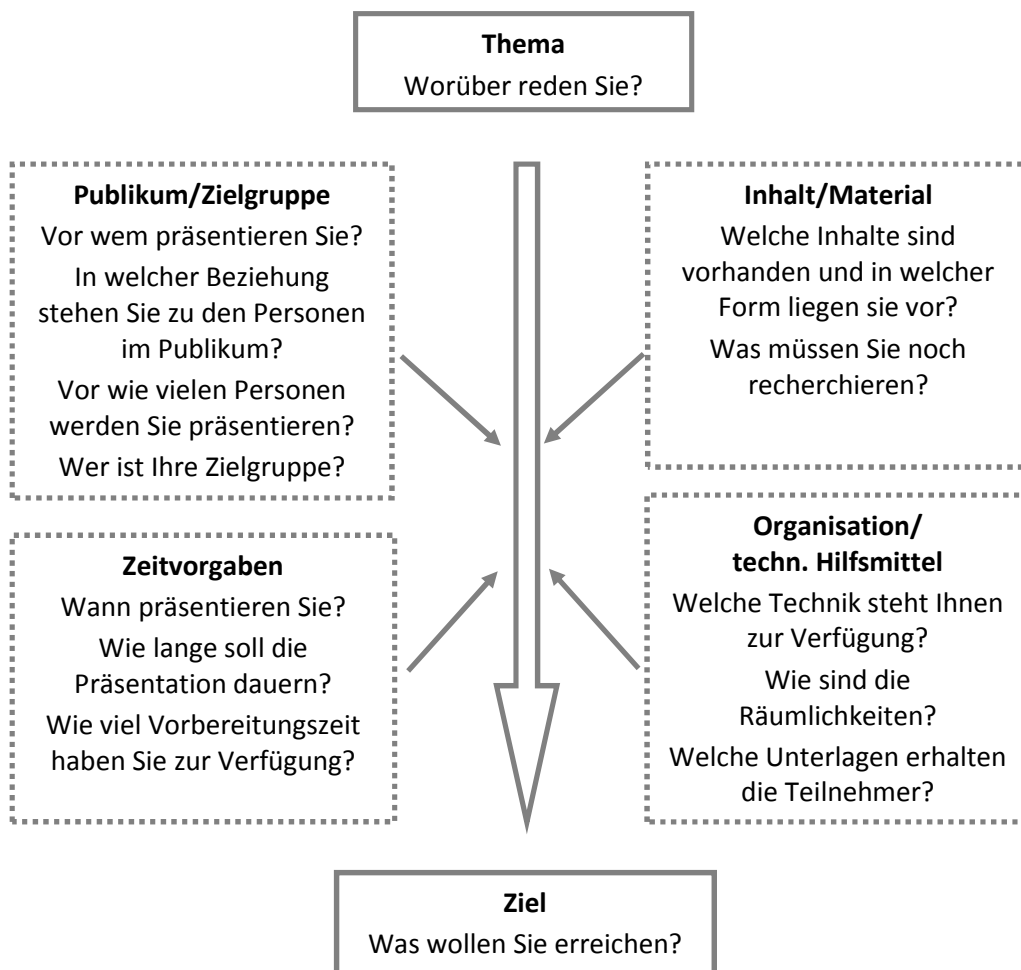 Thema
Worüber reden Sie?
Publikum/Zielgruppe
Vor wem präsentieren Sie?
In welcher Beziehung
stehen Sie zu den Personen
im Publikum?
Vor wie vielen Personen
werden Sie präsentieren?
Wer ist Ihre Zielgruppe?
Inhalt/Material
Welche Inhalte sind
vorhanden und in welcher
Form liegen sie vor?
Was müssen Sie noch
recherchieren?
Zeitvorgaben
Wann präsentieren Sie?
Wie lange soll die
Präsentation dauern?
Wie viel Vorbereitungszeit
haben Sie zur Verfügung?
Organisation/
techn. Hilfsmittel
Welche Technik steht Ihnen
zur Verfügung?
Wie sind die
Räumlichkeiten?
Welche Unterlagen erhalten
die Teilnehmer?
Ziel
Was wollen Sie erreichen?